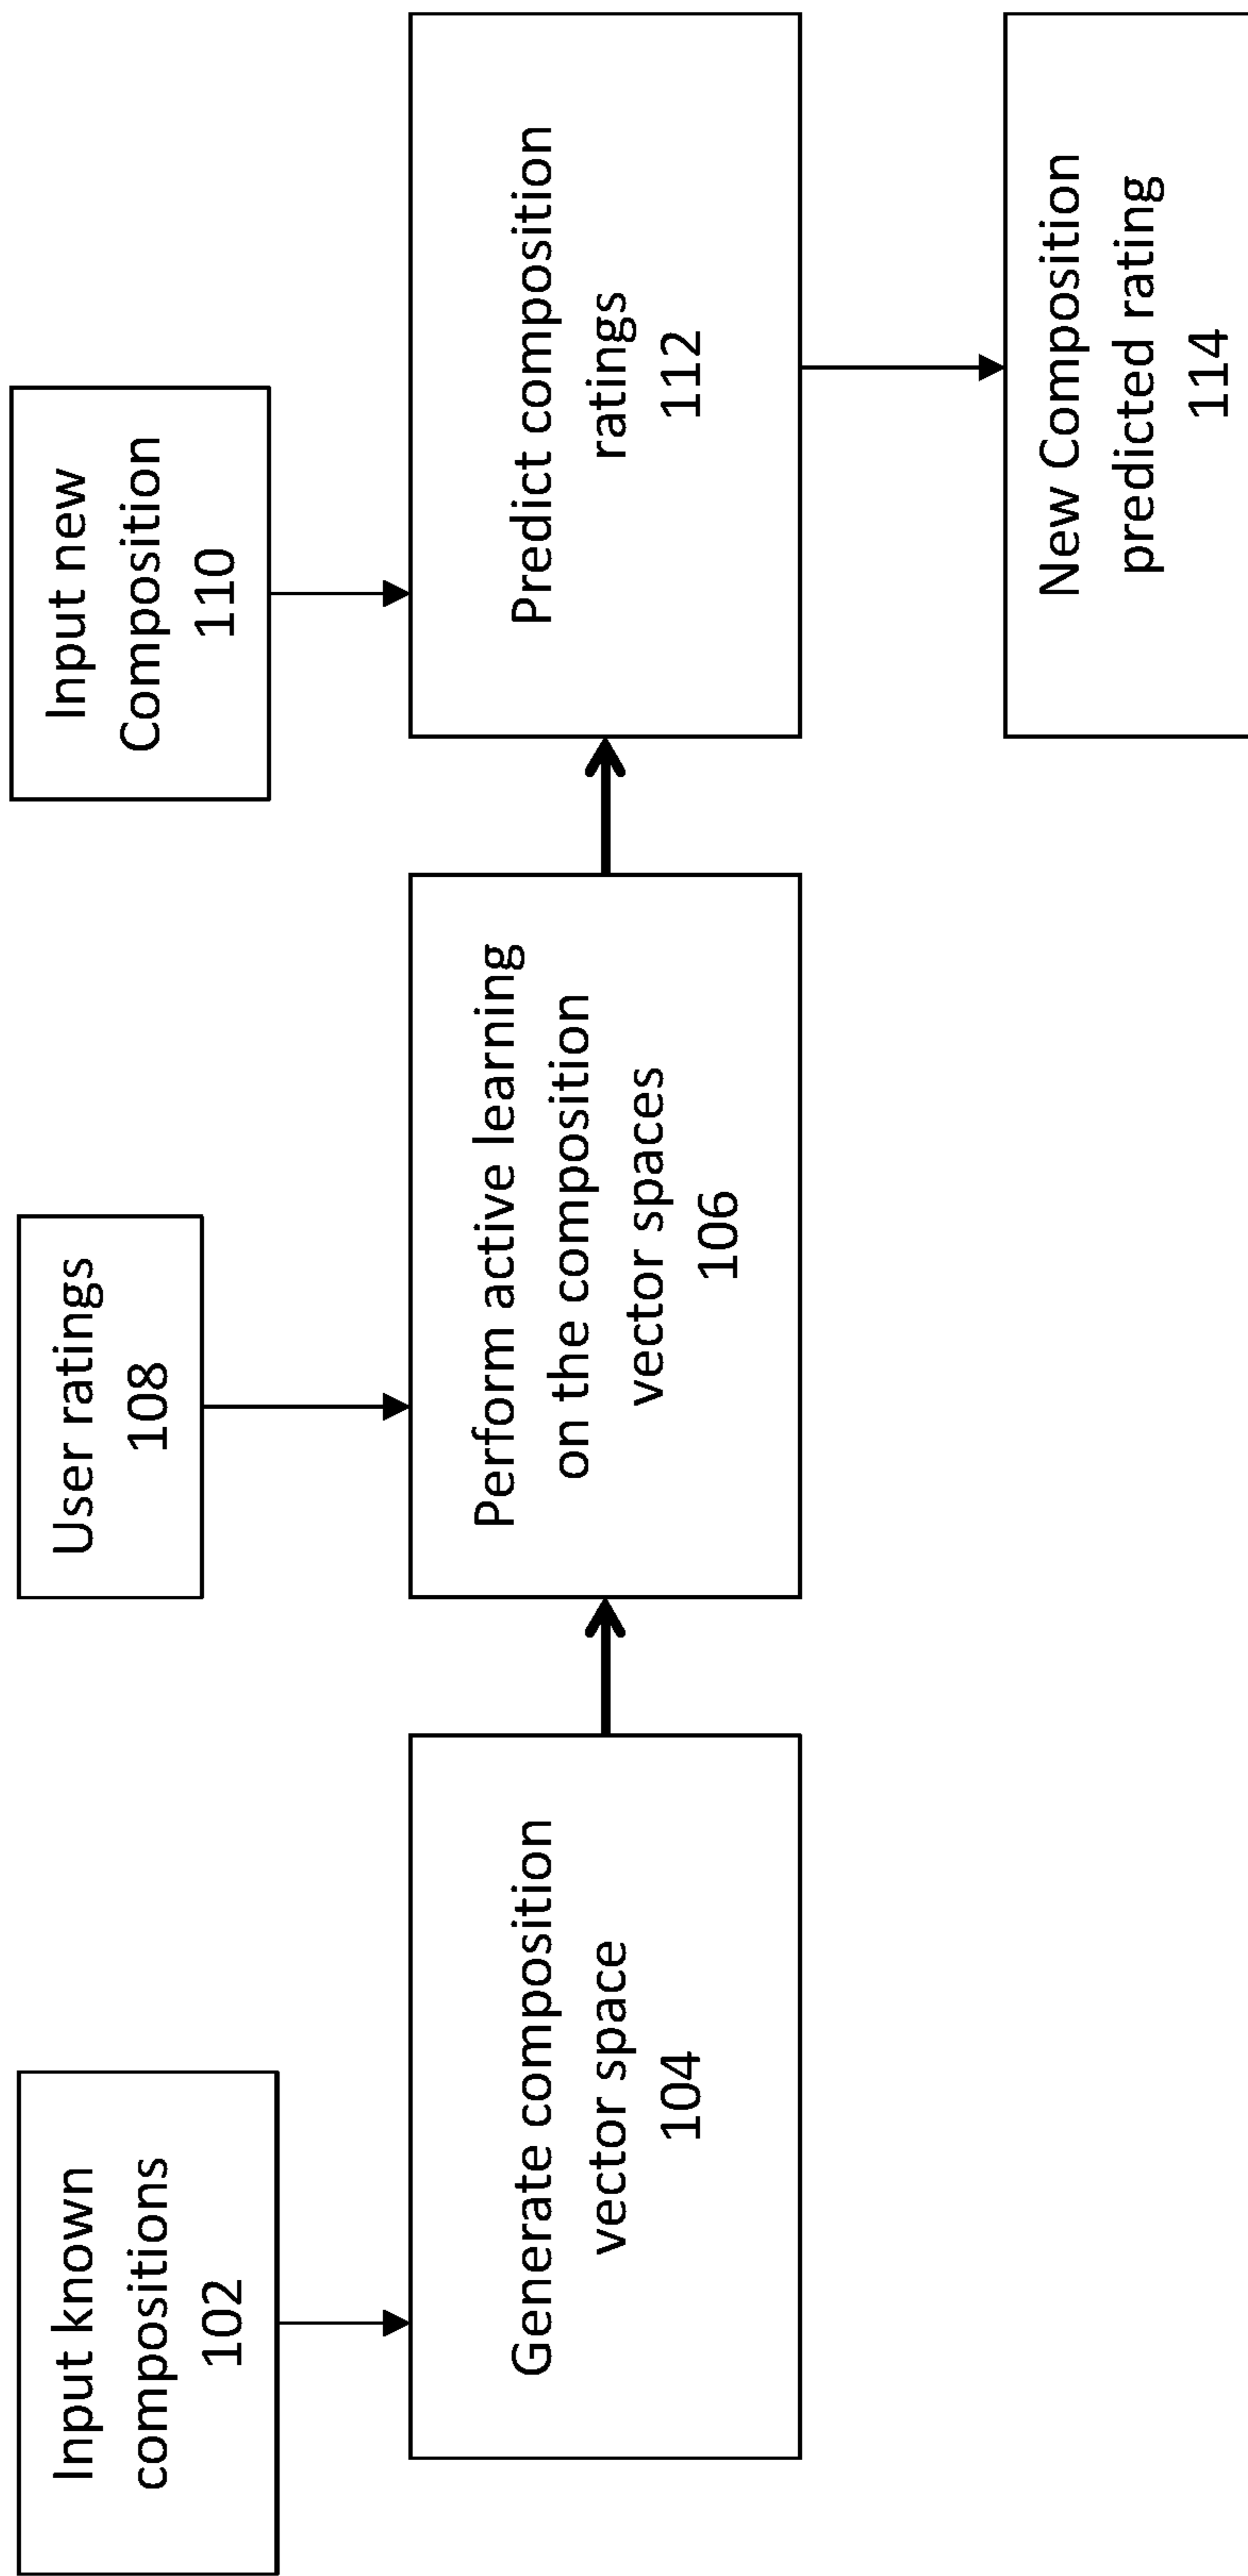 Input known
compositions
102
Generate composition
vector space
104
User ratings
108
Perform active learning
on the composition
vector spaces
106
Input new
Composition
110
Predict composition
ratings
112
New Composition
predicted rating
114